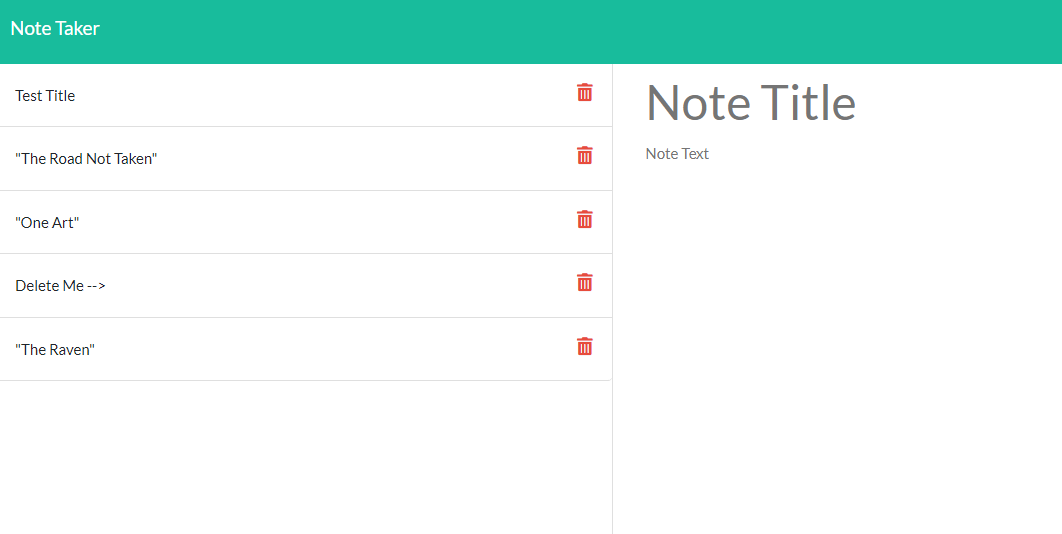 Note Taker
Test Title
"The Road Not Taken"
"One Art"
Delete Me -->
"The Raven"
Note Title
Note Text